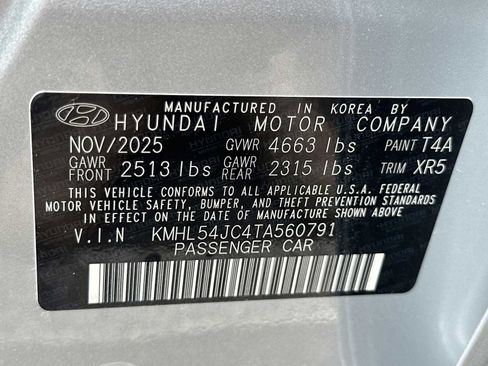 MANUFACTURED IN KOREA BY
HYUNDAI MOTOR COMPANY
NOV/2025 GVWR 4663 lbs PAINT T4A
GAWR FRONT 2513 lbs GAWR REAR 2315 lbs TRIM XR5
THIS VEHICLE CONFORMS TO ALL APPLICABLE U.S.A. FEDERAL
MOTOR VEHICLE SAFETY, BUMPER, AND THEFT PREVENTION STANDARDS
IN EFFECT ON THE DATE OF MANUFACTURE SHOWN ABOVE.
V.I.N KMHL54JC4TA560791
PASSENGER CAR